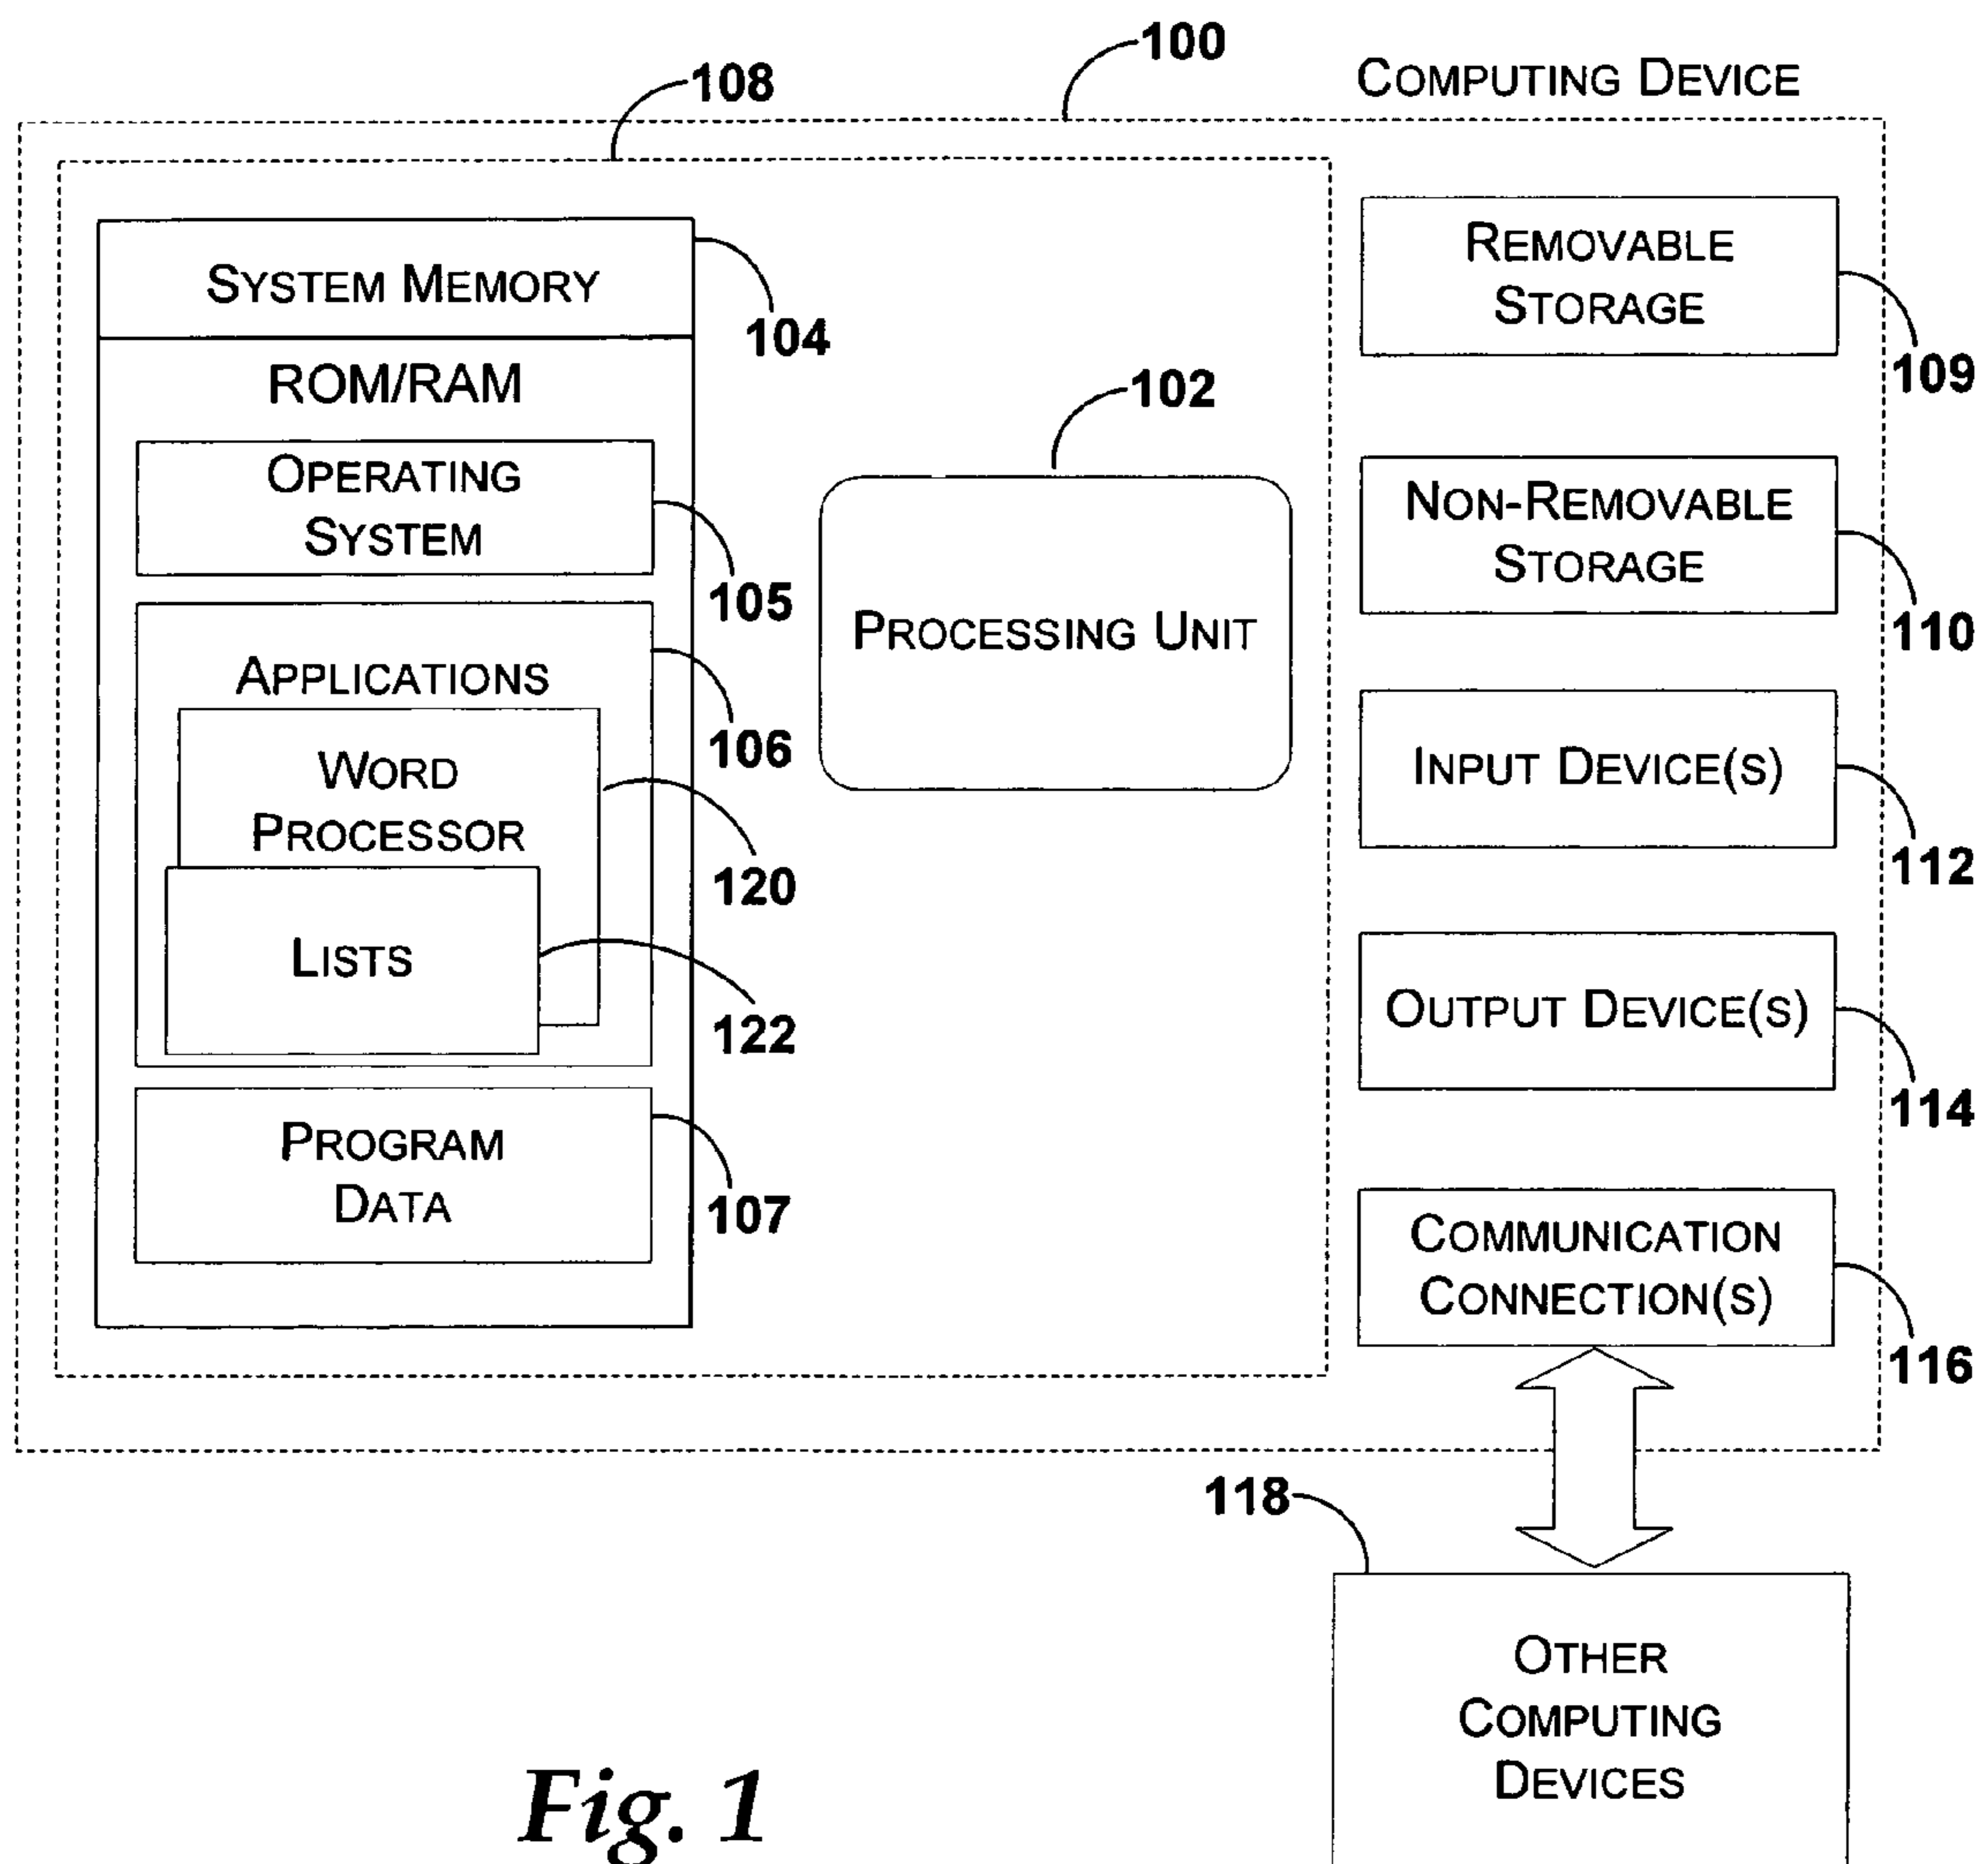 100
COMPUTING DEVICE
108
SYSTEM MEMORY
104
ROM/RAM
OPERATING
SYSTEM
105
APPLICATIONS
106
WORD
PROCESSOR
120
LISTS
122
PROGRAM
DATA
107
102
PROCESSING UNIT
REMOVABLE
STORAGE
109
NON-REMOVABLE
STORAGE
110
INPUT DEVICE(S)
112
OUTPUT DEVICE(S)
114
COMMUNICATION
CONNECTION(S)
116
118
OTHER
COMPUTING
DEVICES
Fig. 1